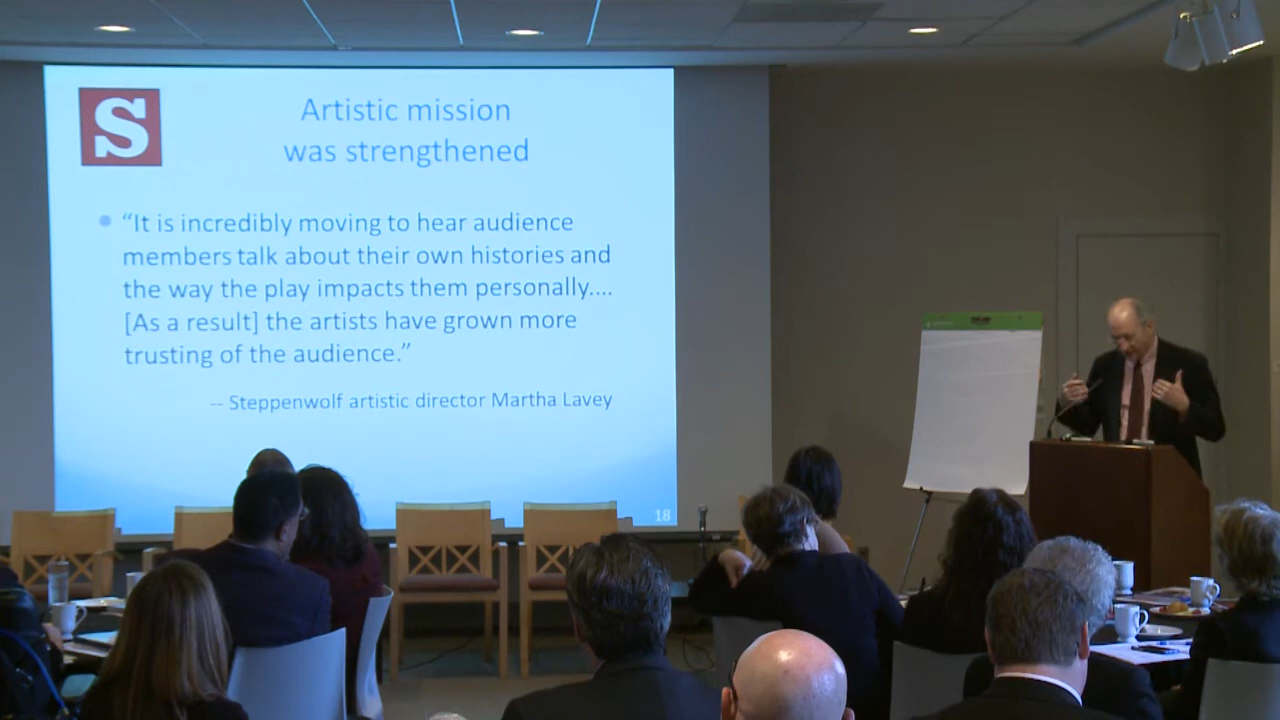 S
Artistic mission
was strengthened
“It is incredibly moving to hear audience
members talk about their own histories and
the way the play impacts them personally....
[As a result] the artists have grown more
trusting of the audience.”
-- Steppenwolf artistic director Martha Lavey
18